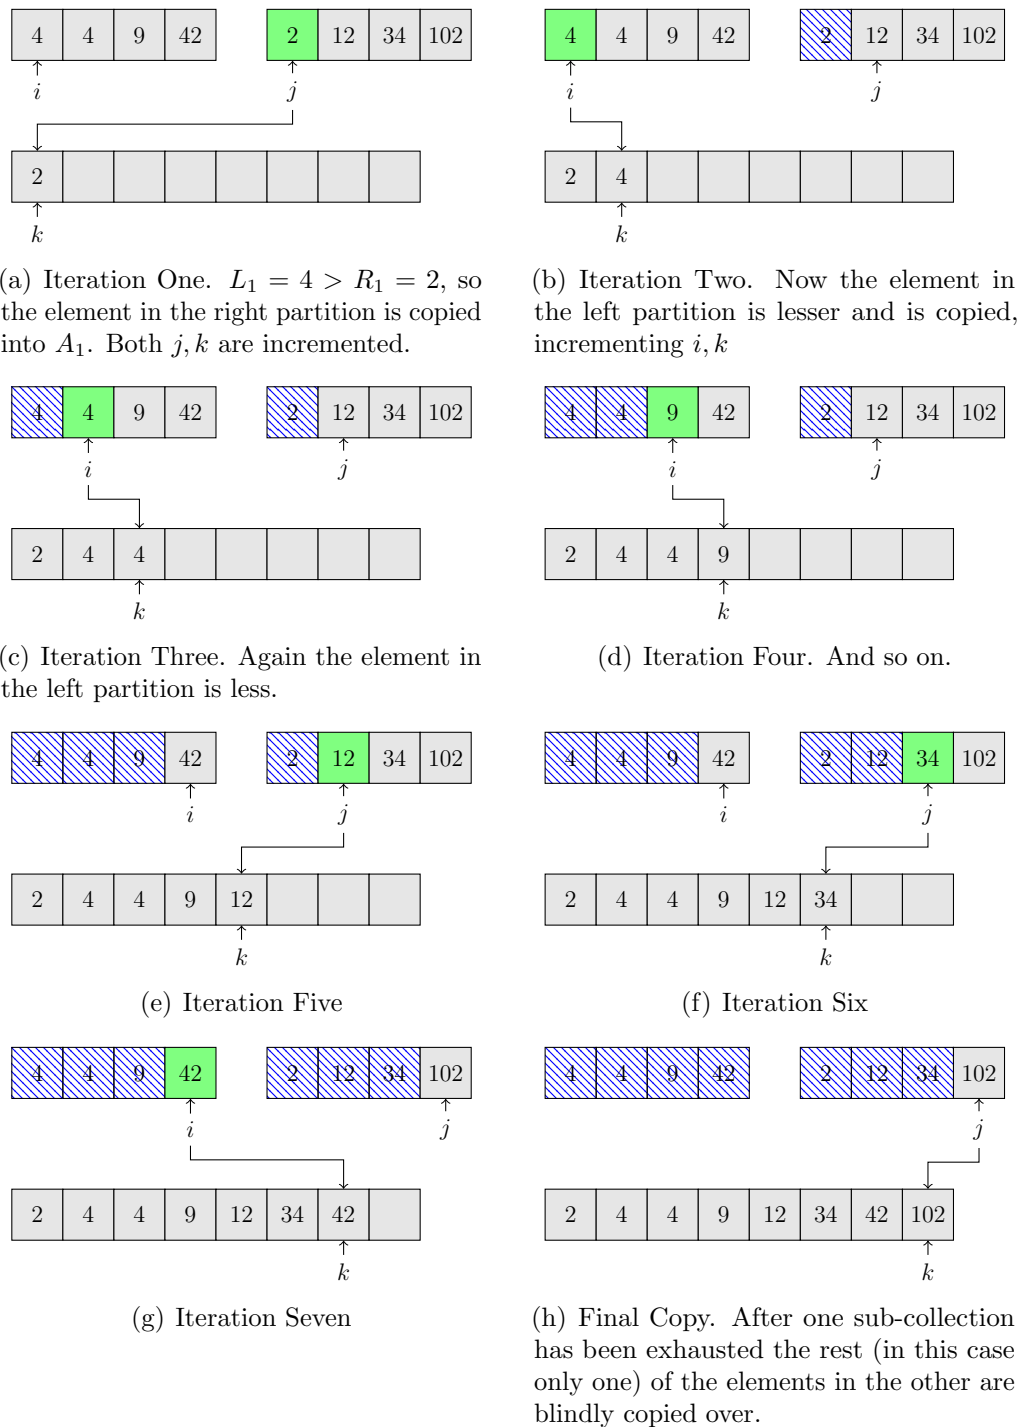 4 4 9 42 2 12 34 102
i j
2
k
(a) Iteration One. L₁ = 4 > R₁ = 2, so
the element in the right partition is copied
into A₁. Both j, k are incremented.
4 4 9 42 2 12 34 102
i j
2 4
k
(b) Iteration Two. Now the element in
the left partition is lesser and is copied,
incrementing i, k
4 4 9 42 2 12 34 102
i j
2 4 4
k
(c) Iteration Three. Again the element in
the left partition is less.
4 4 9 42 2 12 34 102
i j
2 4 4 9
k
(d) Iteration Four. And so on.
4 4 9 42 2 12 34 102
i j
2 4 4 9 12
k
(e) Iteration Five
4 4 9 42 2 12 34 102
i j
2 4 4 9 12 34
k
(f) Iteration Six
4 4 9 42 2 12 34 102
i j
2 4 4 9 12 34 42
k
(g) Iteration Seven
4 4 9 42 2 12 34 102
j
2 4 4 9 12 34 42 102
k
(h) Final Copy. After one sub-collection
has been exhausted the rest (in this case
only one) of the elements in the other are
blindly copied over.